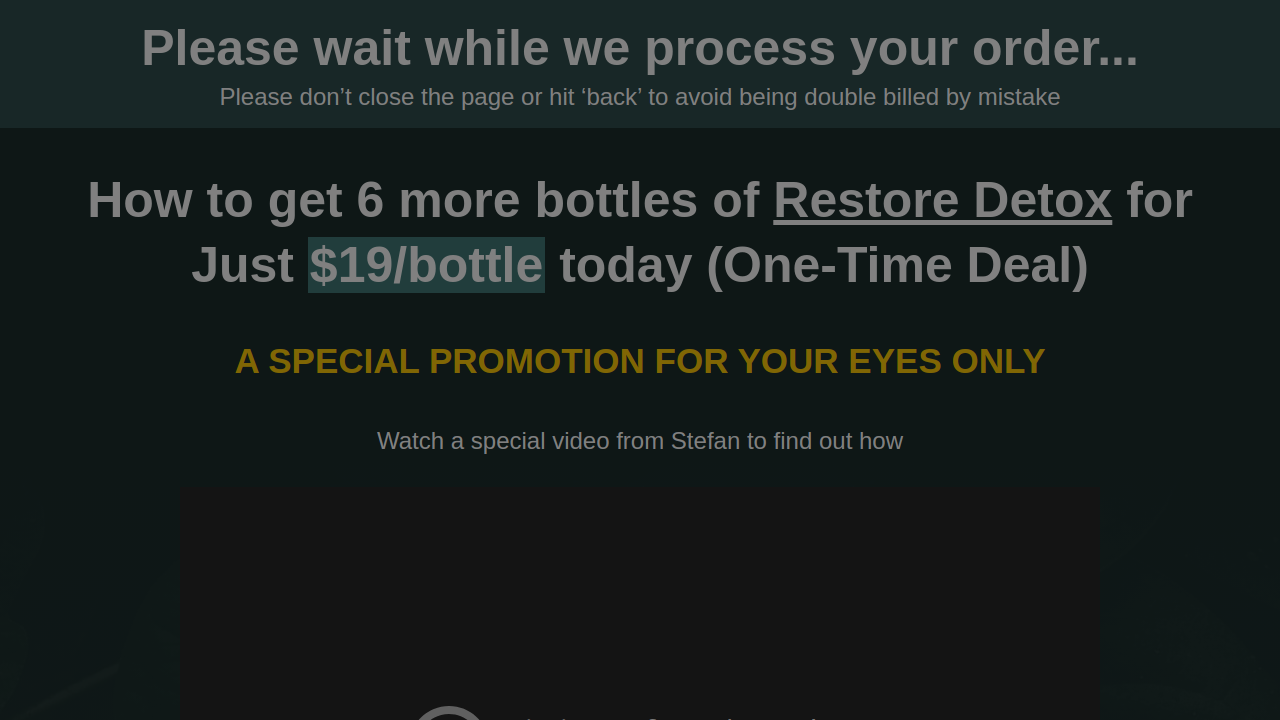 Please wait while we process your order...
Please don’t close the page or hit ‘back’ to avoid being double billed by mistake
How to get 6 more bottles of Restore Detox for
Just $19/bottle today (One-Time Deal)
A SPECIAL PROMOTION FOR YOUR EYES ONLY
Watch a special video from Stefan to find out how